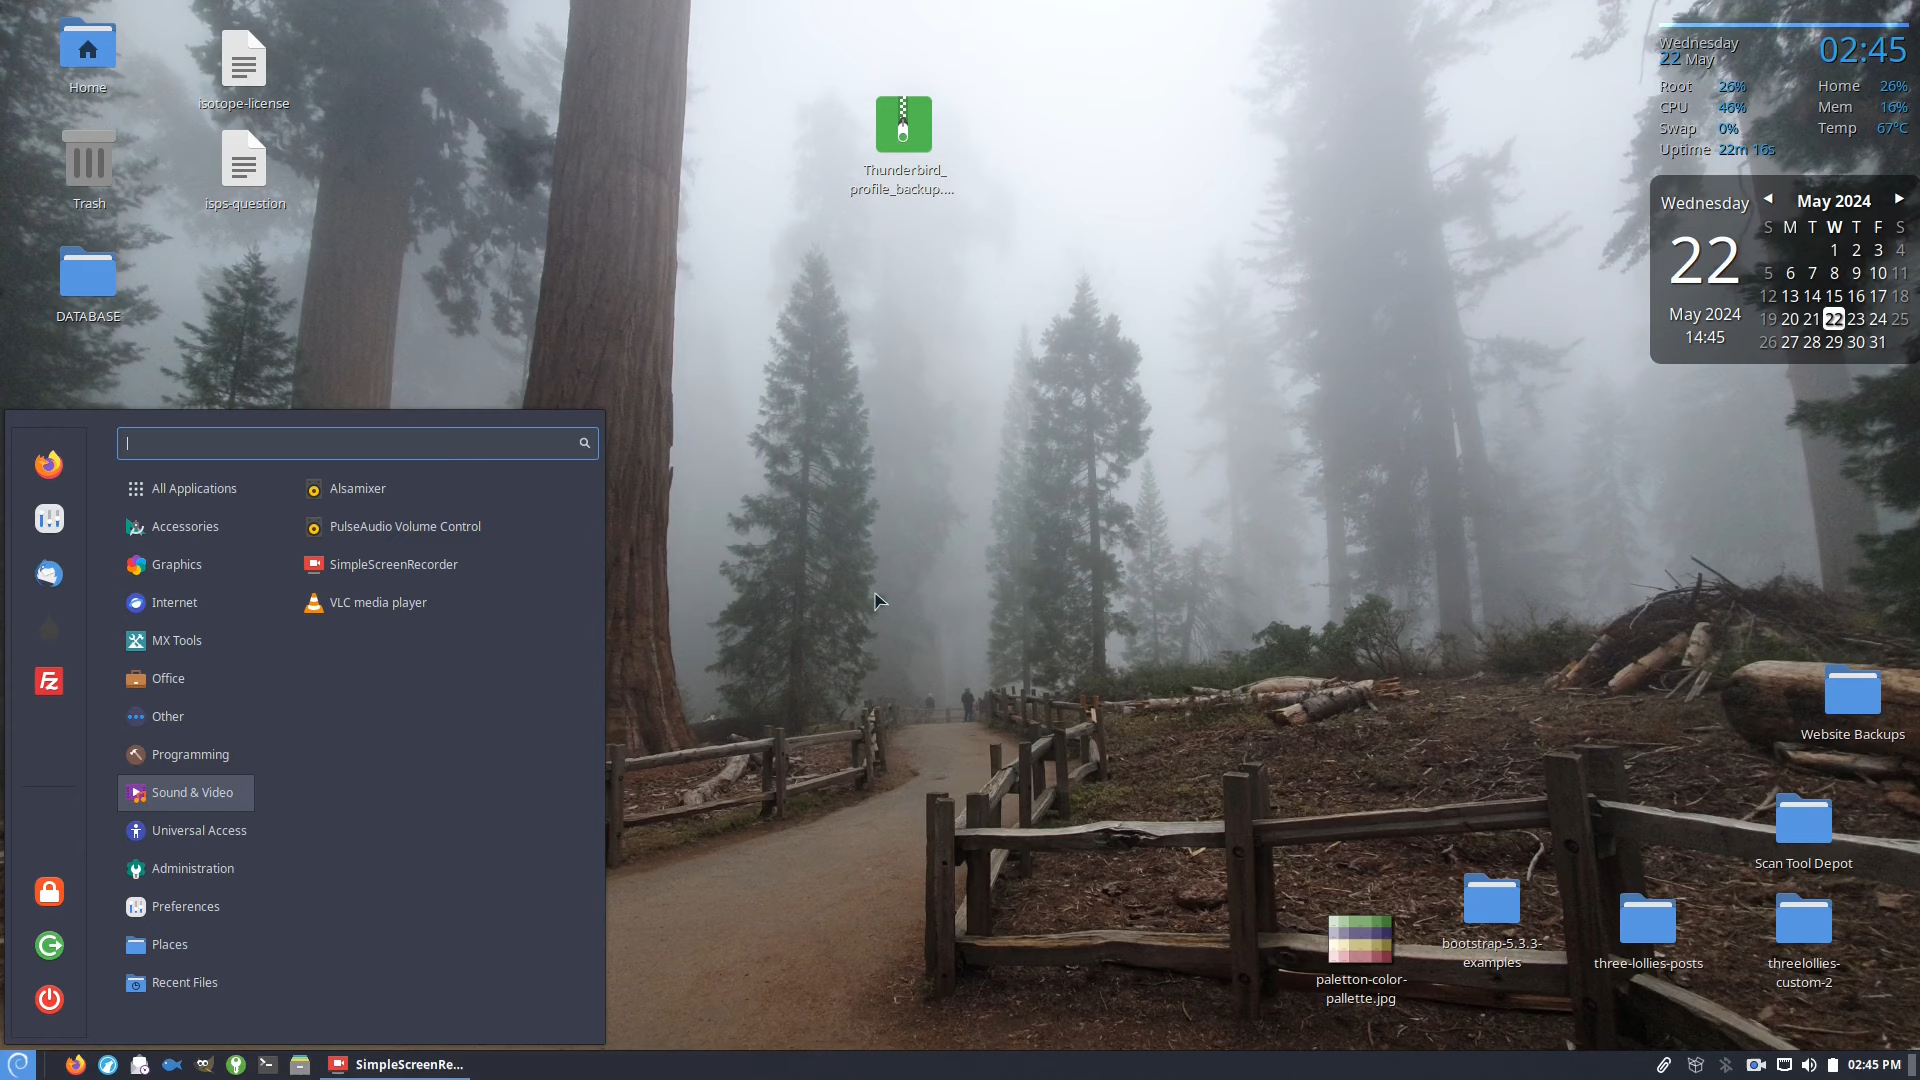 Home
isotope-license
Trash
isps-question
DATABASE
Thunderbird_
profile_backup....
Wednesday
22 May
02:45
Root 26% Home 26%
CPU 46% Mem 16%
Swap 0% Temp 67°C
Uptime 22m 16s
Wednesday
22
May 2024
14:45
May 2024
S M T W T F S
1 2 3 4
5 6 7 8 9 10 11
12 13 14 15 16 17 18
19 20 21 22 23 24 25
26 27 28 29 30 31
All Applications
Accessories
Graphics
Internet
MX Tools
Office
Other
Programming
Sound & Video
Universal Access
Administration
Preferences
Places
Recent Files
Alsamixer
PulseAudio Volume Control
SimpleScreenRecorder
VLC media player
Fz
Website Backups
Scan Tool Depot
bootstrap-5.3.3-
examples
three-lollies-posts
threelollies-
custom-2
paletton-color-
pallette.jpg
SimpleScreenRe...
02:45 PM